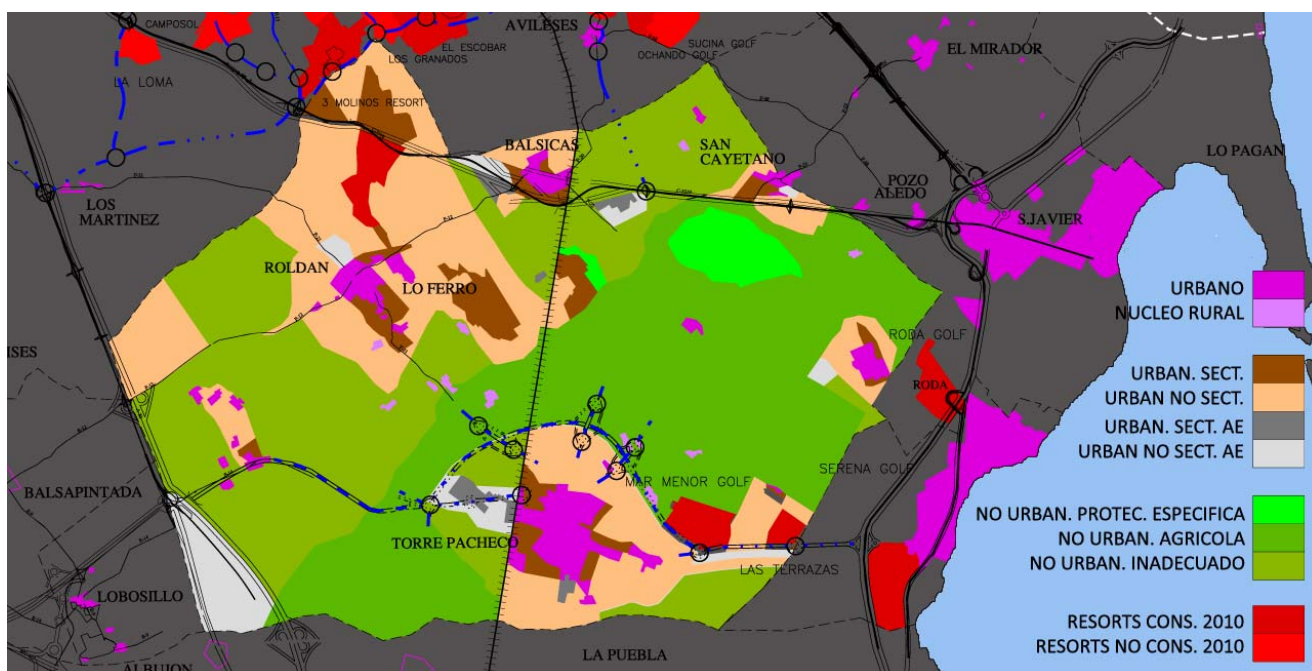 CAMPOSOL
AVILESES
SUCINA GOLF
EL ESCOBAR
OCHANDO GOLF
EL MIRADOR
LOS GRANADOS
LA LOMA
3 MOLINOS RESORT
BALSICAS
SAN
CAYETANO
LO PAGAN
POZO
ALEDO
LOS
MARTINEZ
S.JAVIER
ROLDAN
LO FERRO
RODA GOLF
ISES
RODA
SERENA GOLF
MAR MENOR GOLF
BALSAPINTADA
TORRE PACHECO
LAS TERRAZAS
LOBOSILLO
LA PUEBLA
ALBUJON
URBANO
NUCLEO RURAL
URBAN. SECT.
URBAN NO SECT.
URBAN. SECT. AE
URBAN NO SECT. AE
NO URBAN. PROTEC. ESPECIFICA
NO URBAN. AGRICOLA
NO URBAN. INADECUADO
RESORTS CONS. 2010
RESORTS NO CONS. 2010